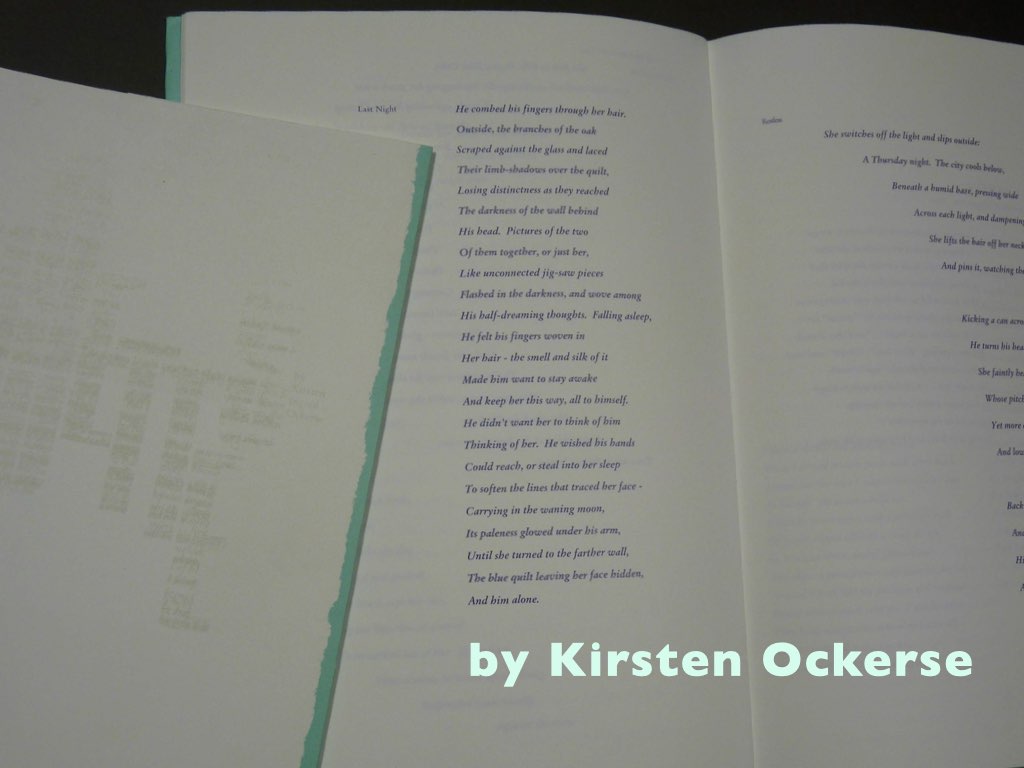 Last Night
He combed his fingers through her hair.
Outside, the branches of the oak
Scraped against the glass and laced
Their limb-shadows over the quilt,
Losing distinctness as they reached
The darkness of the wall behind
His head.  Pictures of the two
Of them together, or just her,
Like unconnected jig-saw pieces
Flashed in the darkness, and wove among
His half-dreaming thoughts.  Falling asleep,
He felt his fingers woven in
Her hair - the smell and silk of it
Made him want to stay awake
And keep her this way, all to himself.
He didn't want her to think of him
Thinking of her.  He wished his hands
Could reach, or steal into her sleep
To soften the lines that traced her face -
Carrying in the waning moon,
Its paleness glowed under his arm,
Until she turned to the farther wall,
The blue quilt leaving her face hidden,
And him alone.
She switches off the light and slips outside:
A Thursday night.  The city cools below,
Beneath a humid haze, pressing wide
Across each light, and dampening
She lifts the hair off her neck
And pins it, watching the
Kicking a can
He turns his
She faintly
Whose
Yet more
And
Back
by Kirsten Ockerse